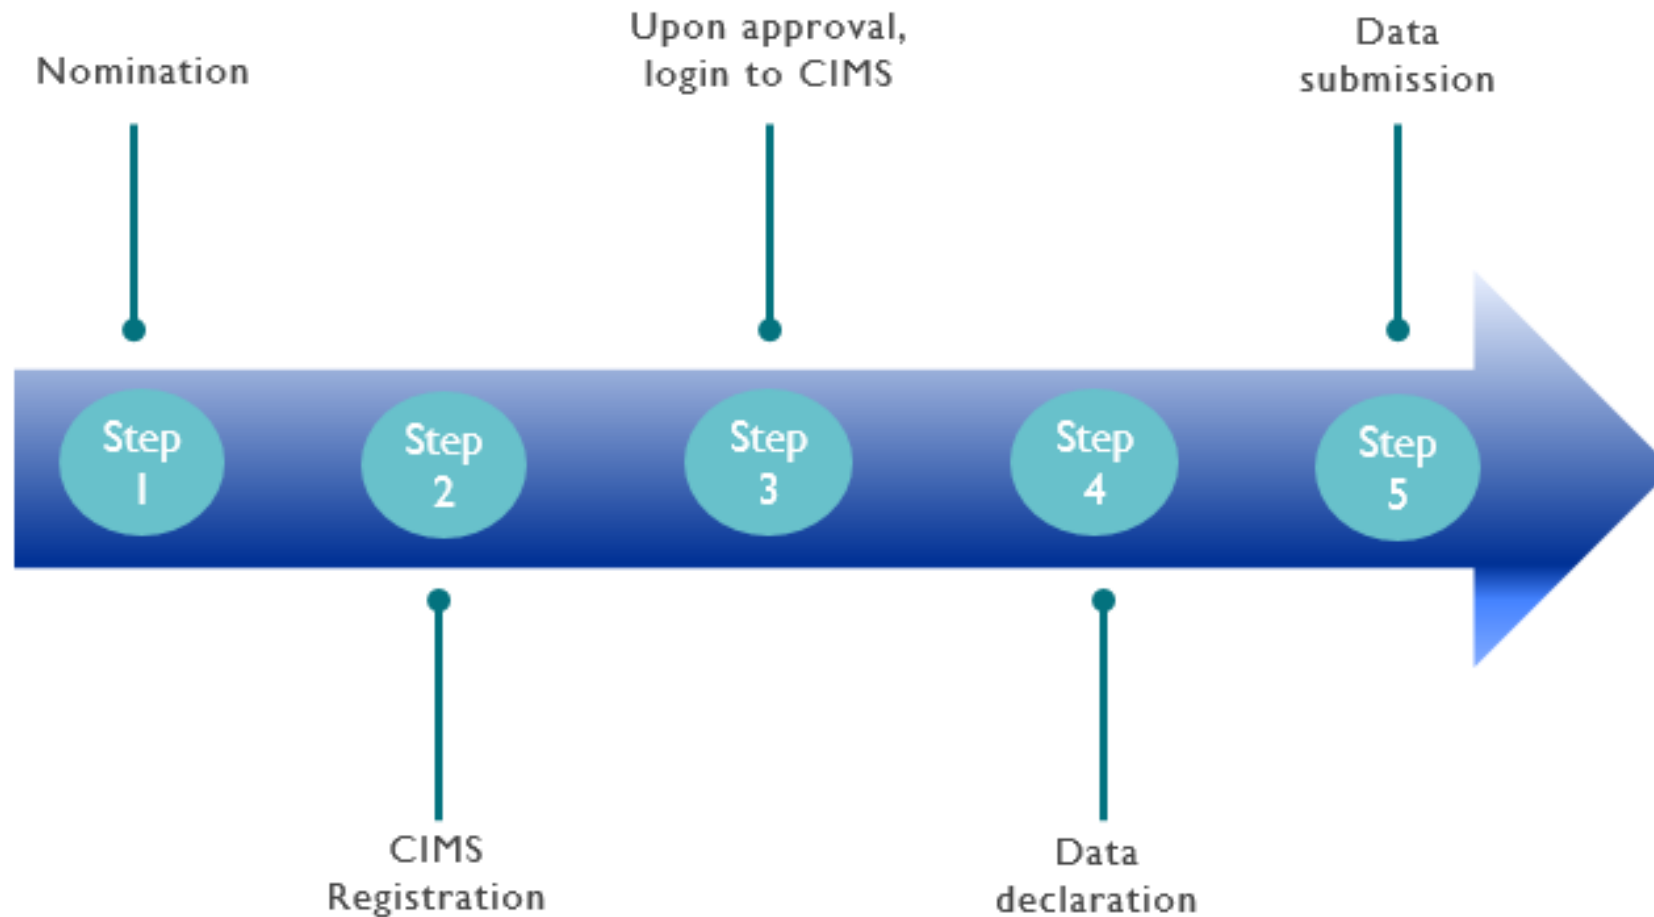 Nomination
Upon approval,
login to CIMS
Data
submission
Step
1
Step
2
Step
3
Step
4
Step
5
CIMS
Registration
Data
declaration